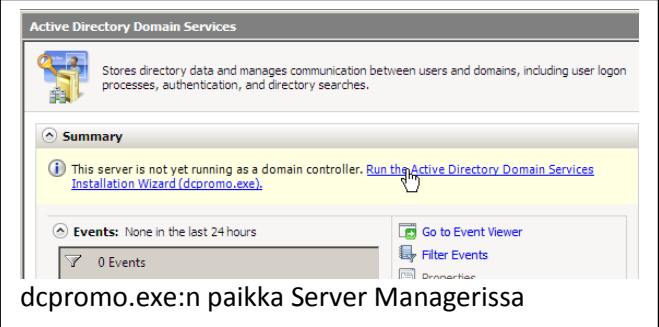 Active Directory Domain Services
Stores directory data and manages communication between users and domains, including user logon
processes, authentication, and directory searches.
Summary
This server is not yet running as a domain controller. Run the Active Directory Domain Services
Installation Wizard (dcpromo.exe).
Events: None in the last 24 hours
Go to Event Viewer
0 Events
Filter Events
Properties
dcpromo.exe:n paikka Server Managerissa